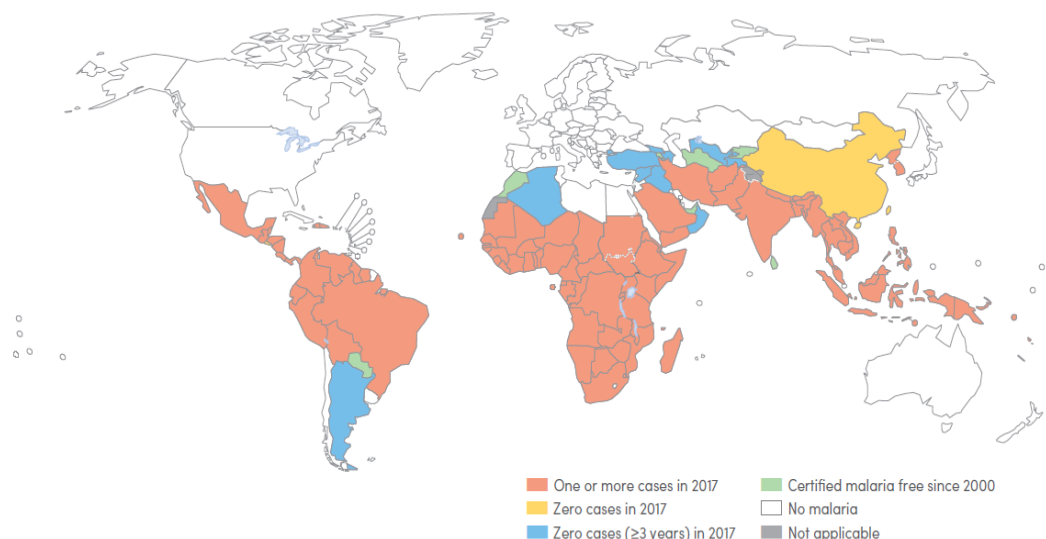 One or more cases in 2017
Zero cases in 2017
Zero cases (≥3 years) in 2017
Certified malaria free since 2000
No malaria
Not applicable